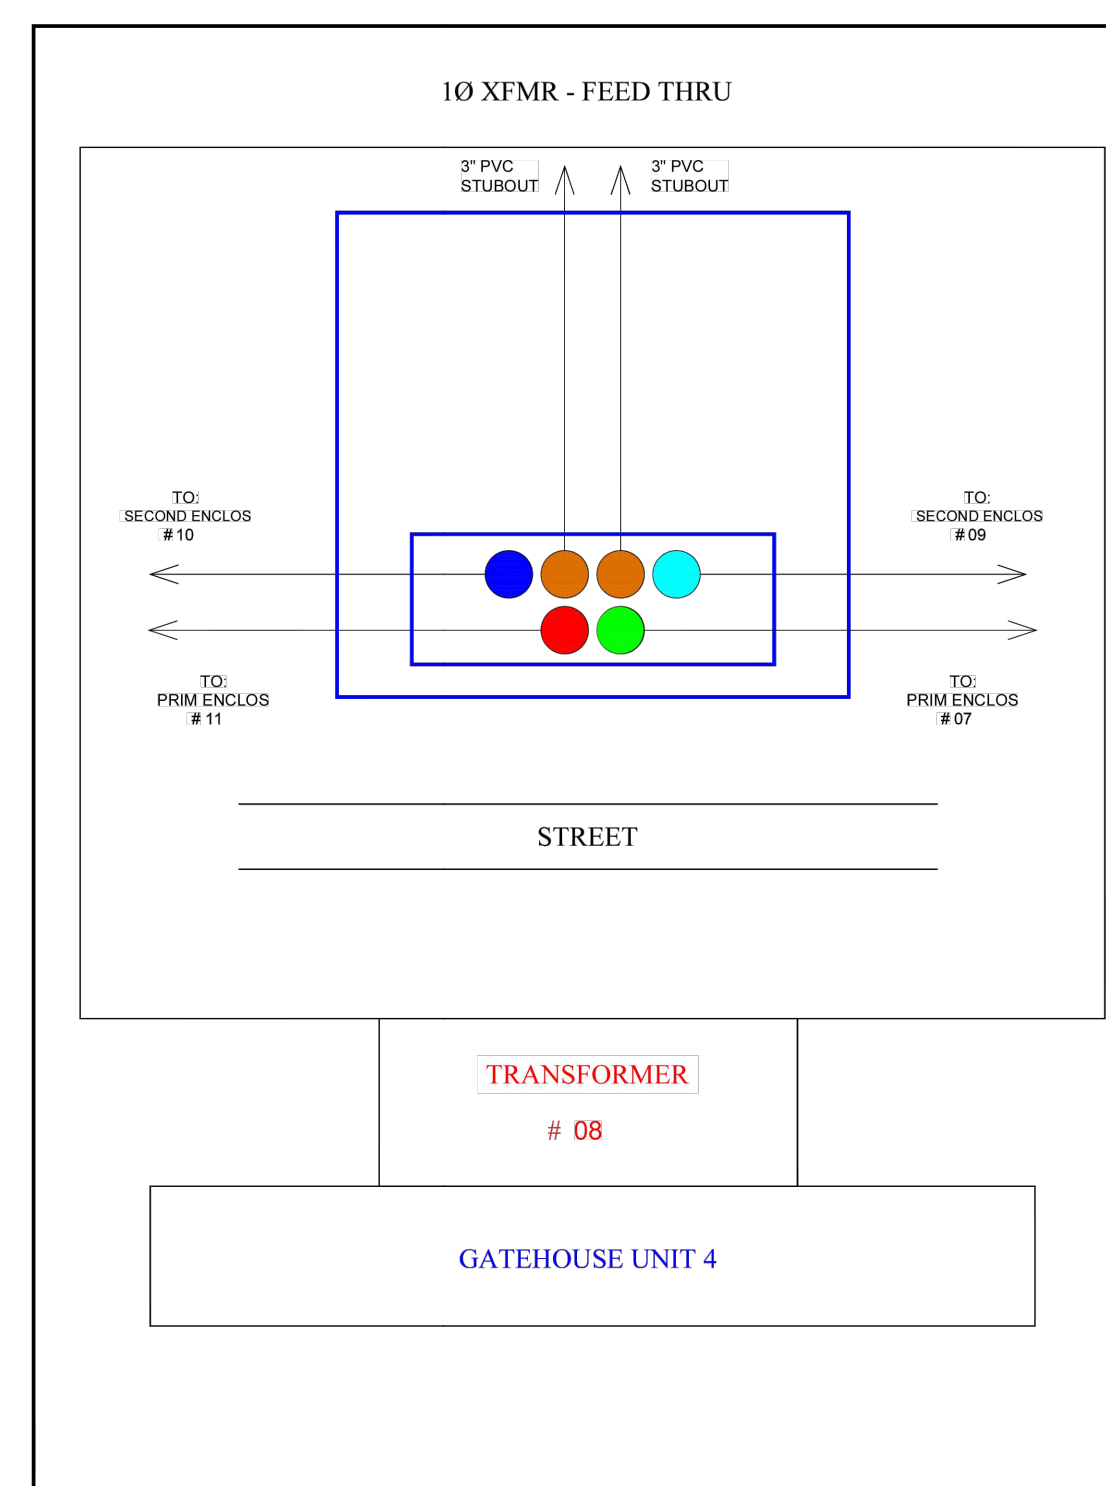 1Ø XFMR - FEED THRU
3" PVC
STUBOUT
3" PVC
STUBOUT
TO:
SECOND ENCLOS
# 10
TO:
SECOND ENCLOS
# 09
TO:
PRIM ENCLOS
# 11
TO:
PRIM ENCLOS
# 07
STREET
TRANSFORMER
# 08
GATEHOUSE UNIT 4